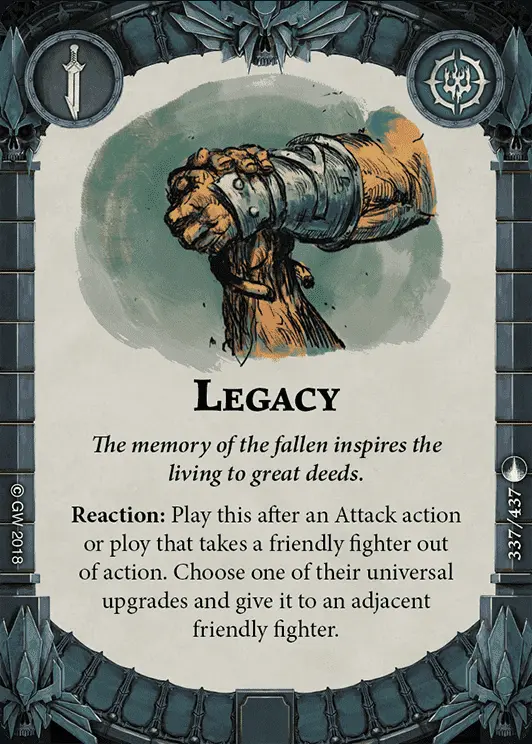 LEGACY
The memory of the fallen inspires the
living to great deeds.
Reaction: Play this after an Attack action
or ploy that takes a friendly fighter out
of action. Choose one of their universal
upgrades and give it to an adjacent
friendly fighter.
© GW 2018
337/437